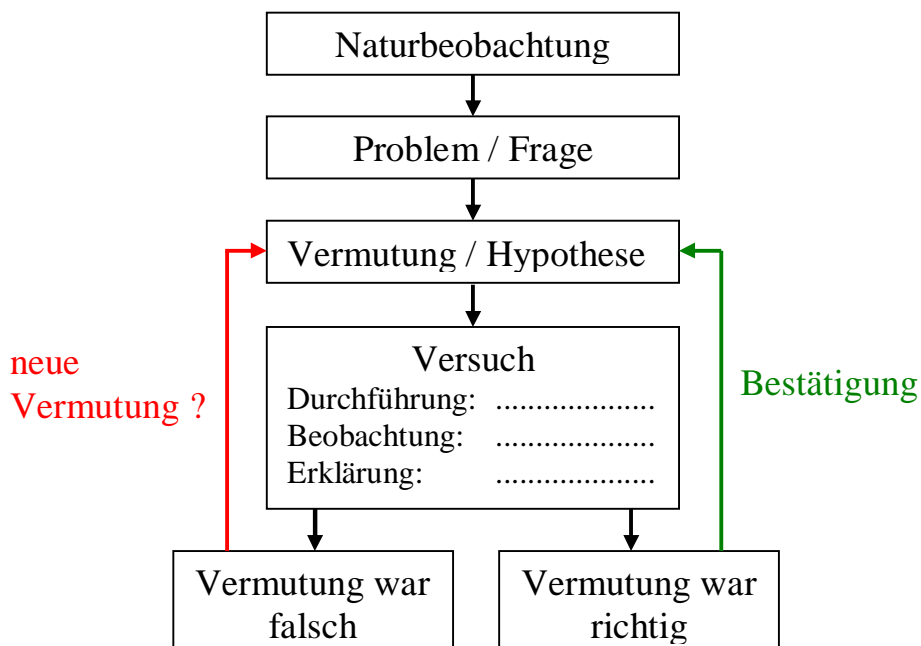 Naturbeobachtung
Problem / Frage
Vermutung / Hypothese
Versuch
Durchführung: .....................
Beobachtung: .....................
Erklärung: .....................
neue
Vermutung ?
Bestätigung
Vermutung war
falsch
Vermutung war
richtig